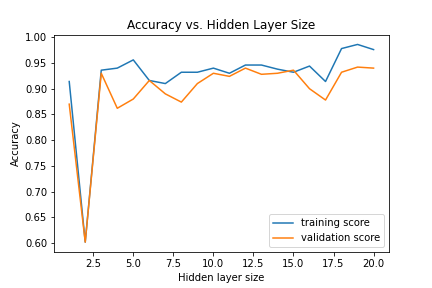 Accuracy vs. Hidden Layer Size
1.00
0.95
0.90
0.85
0.80
0.75
0.70
0.65
0.60
Accuracy
training score
validation score
2.5 5.0 7.5 10.0 12.5 15.0 17.5 20.0
Hidden layer size